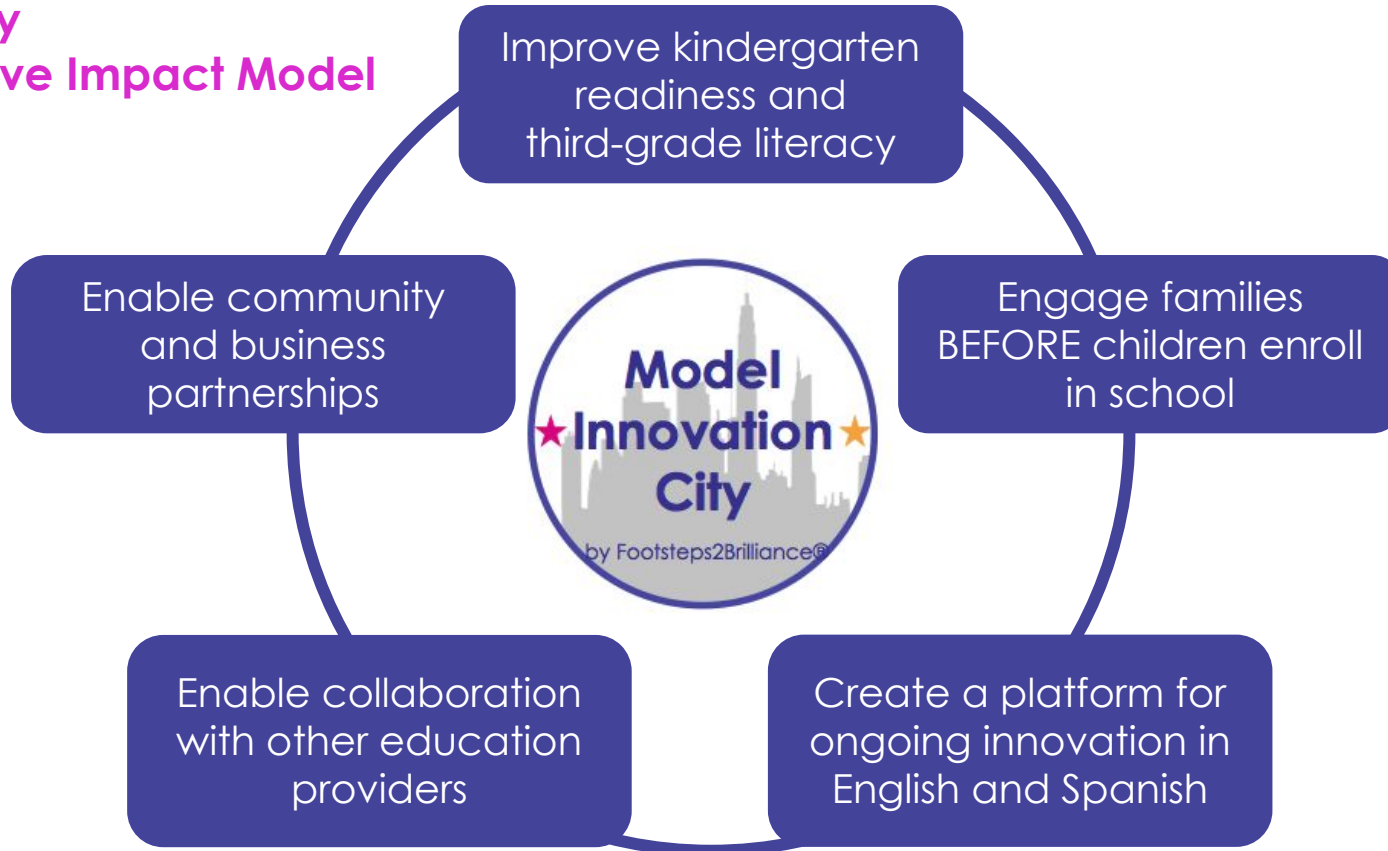 Impact Model
Improve kindergarten
readiness and
third-grade literacy
Enable community
and business
partnerships
Engage families
BEFORE children enroll
in school
Model
Innovation
City
by Footsteps2Brilliance®
Enable collaboration
with other education
providers
Create a platform for
ongoing innovation in
English and Spanish